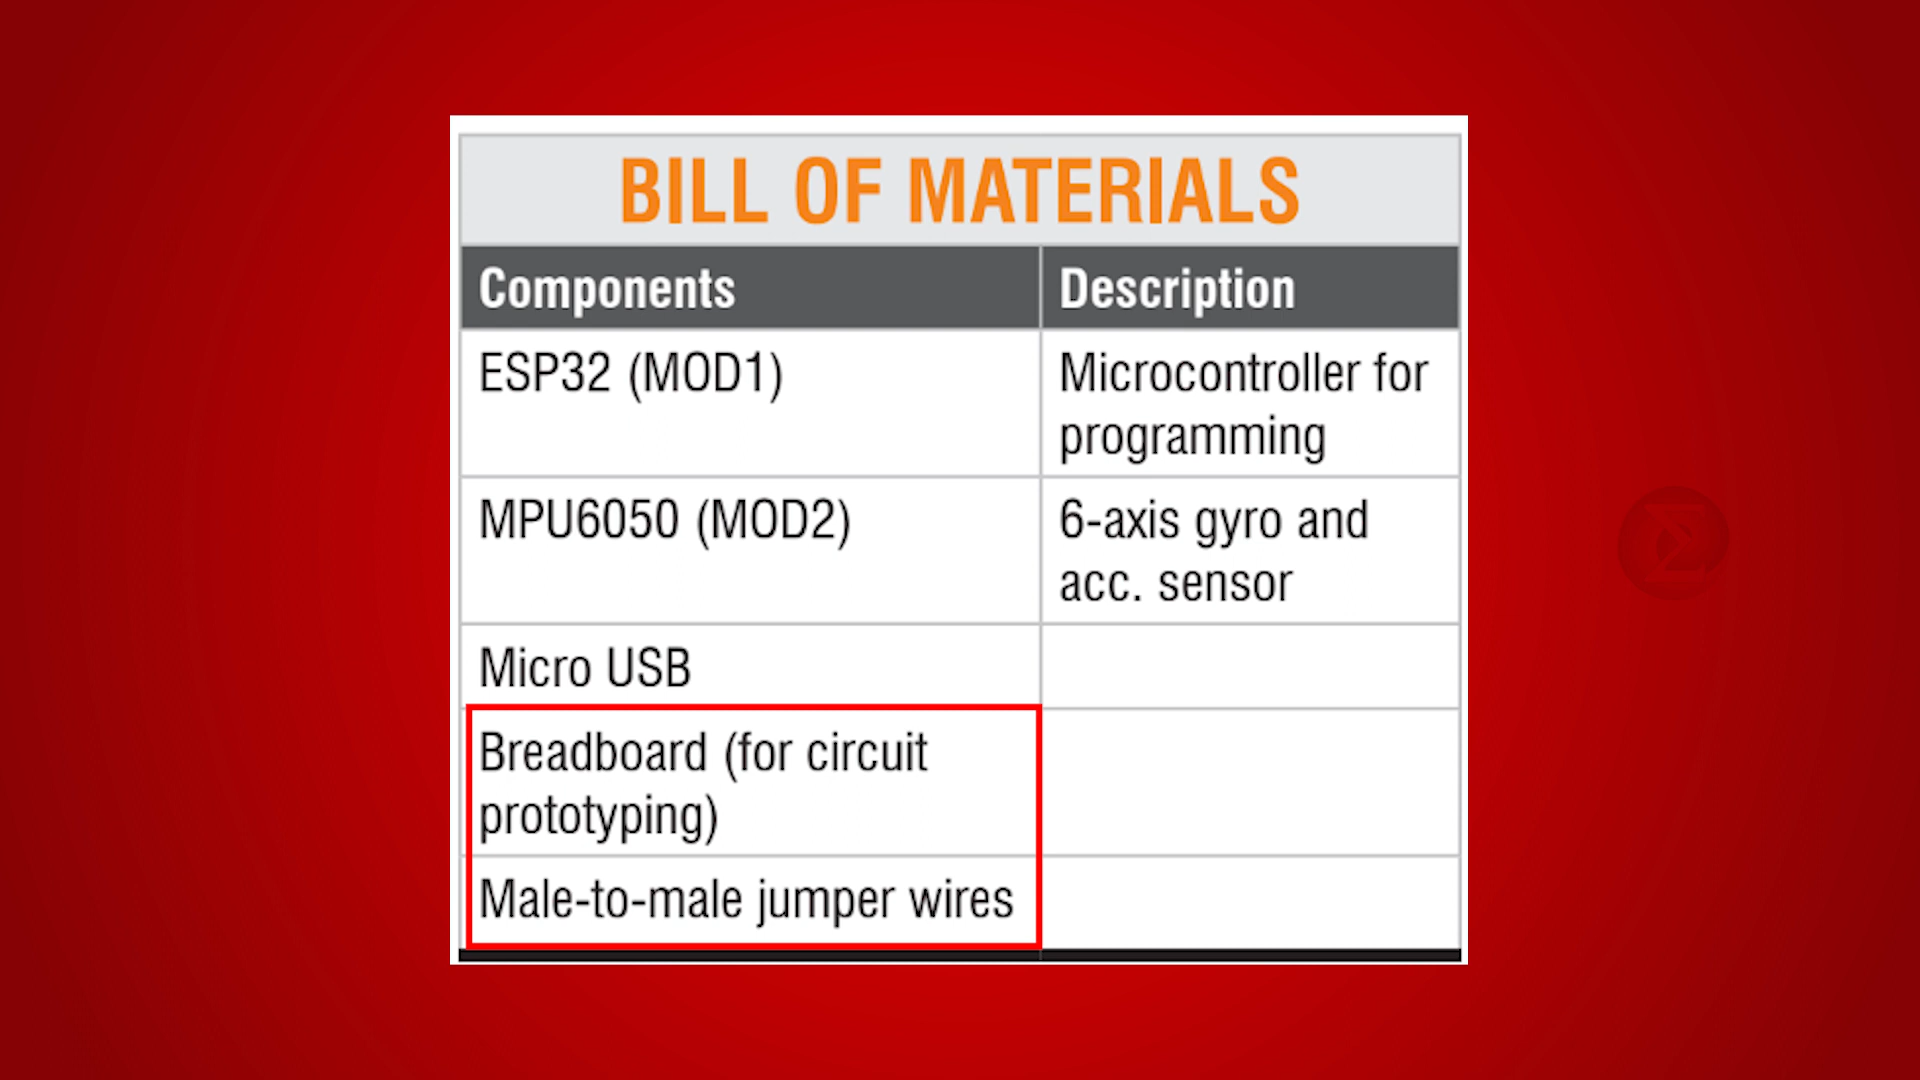 BILL OF MATERIALS
Components
Description
ESP32 (MOD1)
Microcontroller for
programming
MPU6050 (MOD2)
6-axis gyro and
acc. sensor
Micro USB
Breadboard (for circuit
prototyping)
Male-to-male jumper wires